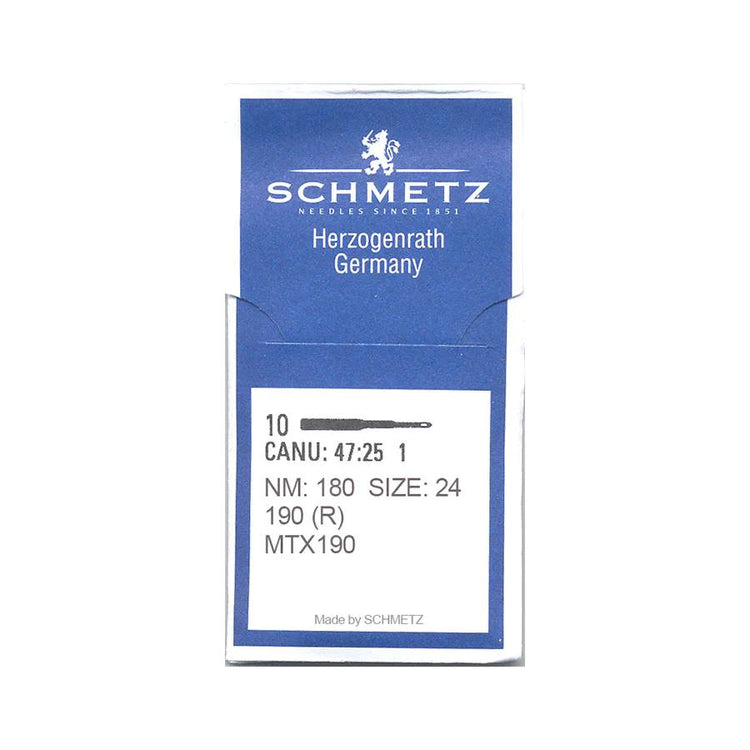 SCHMETZ
NEEDLES SINCE 1851
Herzogenrath
Germany
10
CANU: 47:25 1
NM: 180 SIZE: 24
190 (R)
MTX190
Made by SCHMETZ